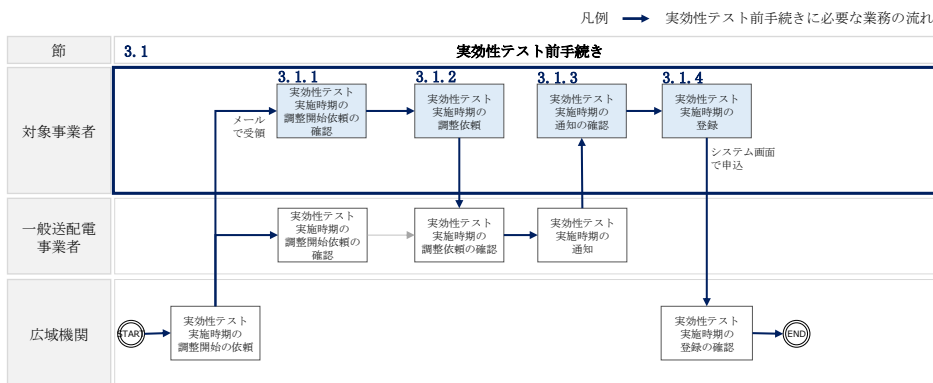 凡例 実効性テスト前手続きに必要な業務の流れ
節 3.1 実効性テスト前手続き
対象事業者
メール
で受領
3.1.1
実効性テスト
実施時期の
調整開始依頼の
確認
3.1.2
実効性テスト
実施時期の
調整依頼
3.1.3
実効性テスト
実施時期の
通知の確認
3.1.4
実効性テスト
実施時期の
登録
システム画面
で申込
一般送配電
事業者
実効性テスト
実施時期の
調整開始依頼の
確認
実効性テスト
実施時期の
調整依頼の確認
実効性テスト
実施時期の
通知
広域機関
START
実効性テスト
実施時期の
調整開始の依頼
実効性テスト
実施時期の
登録の確認
END